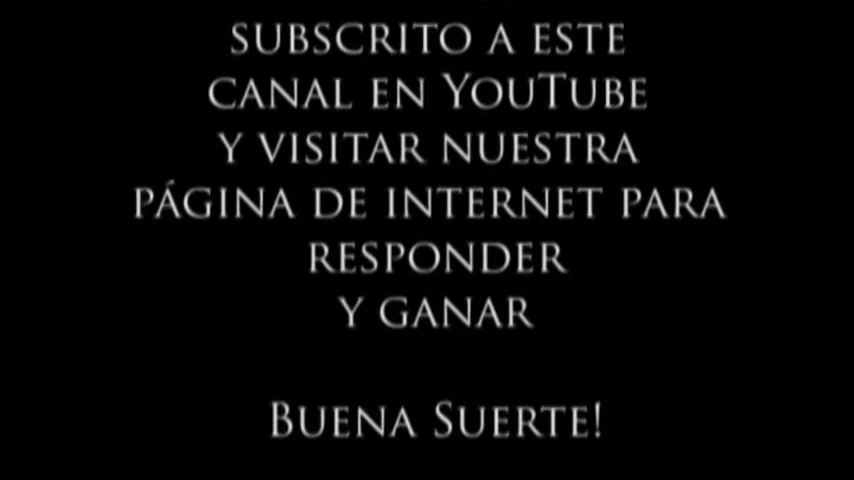 SUBSCRITO A ESTE
CANAL EN YOUTUBE
Y VISITAR NUESTRA
PÁGINA DE INTERNET PARA
RESPONDER
Y GANAR
BUENA SUERTE!